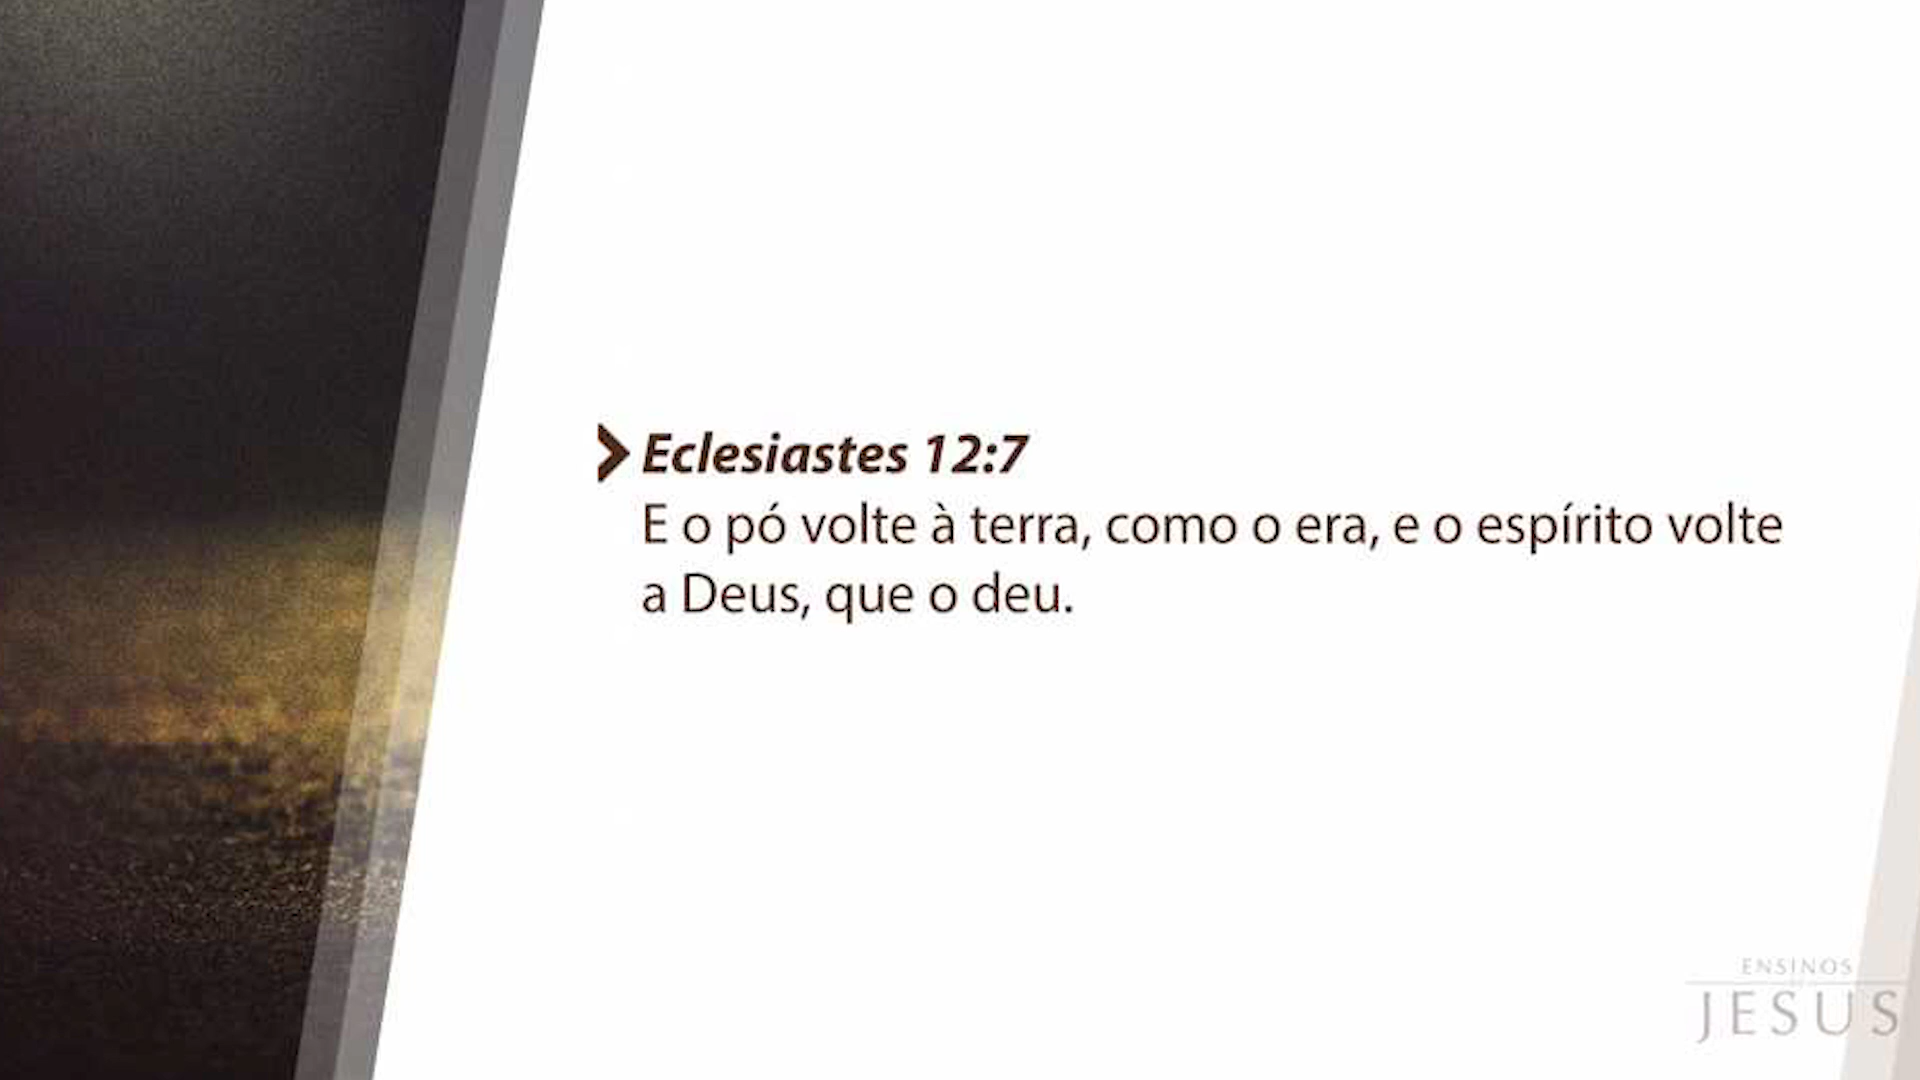 Eclesiastes 12:7
E o pó volte à terra, como o era, e o espírito volte
a Deus, que o deu.
ENSINOS
JESUS